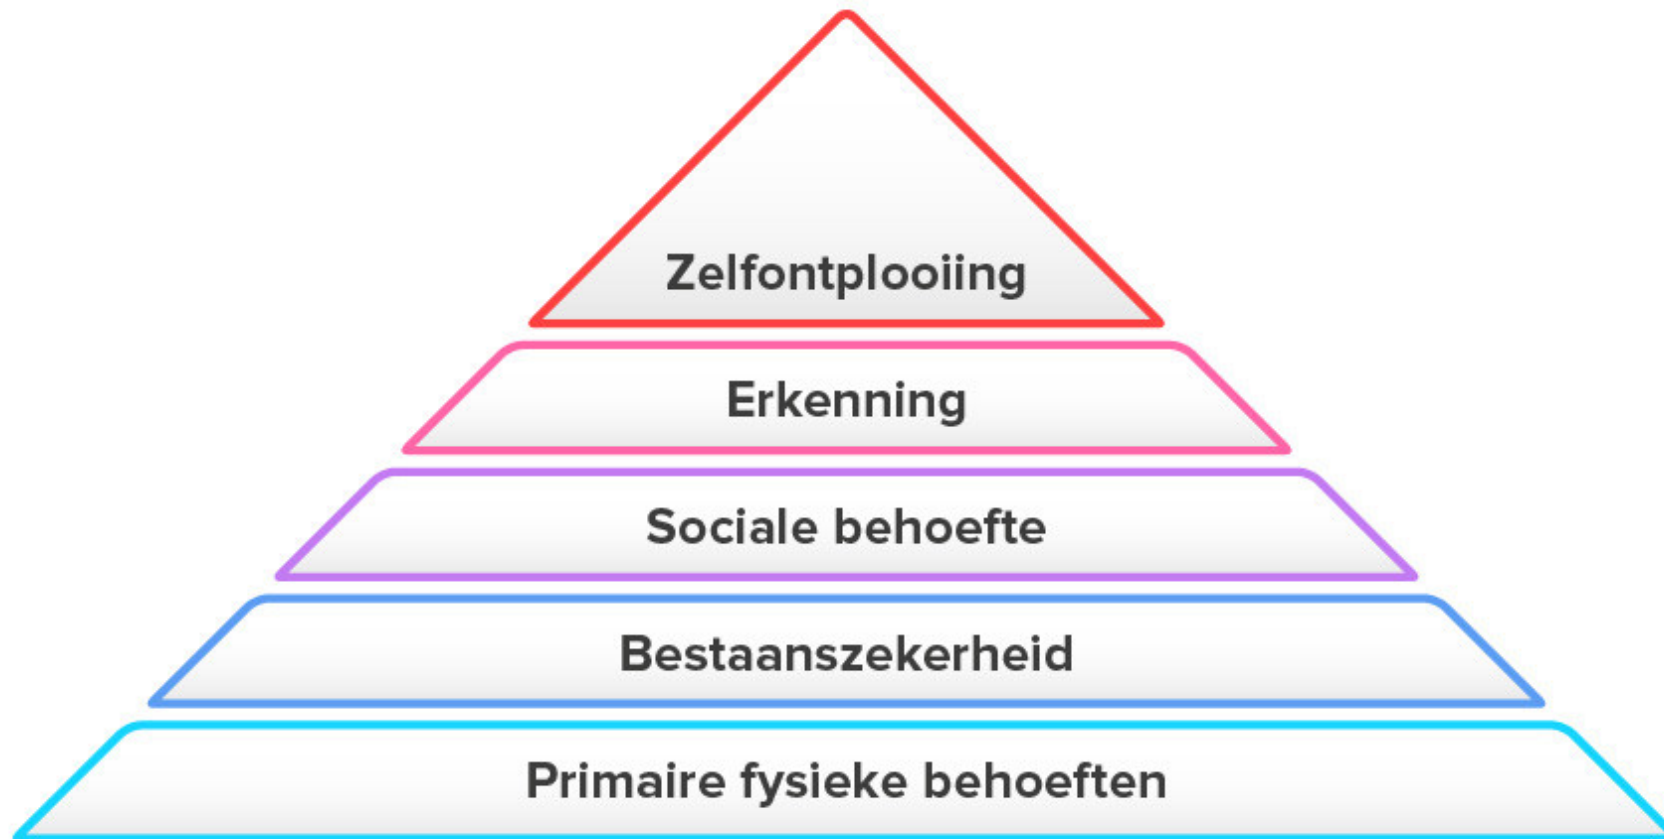 Zelfontplooiing
Erkenning
Sociale behoefte
Bestaanszekerheid
Primaire fysieke behoeften